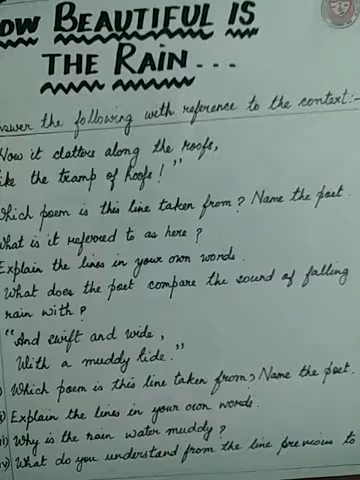 OW BEAUTIFUL IS
THE RAIN...
swer the following with reference to the context:-
How it clatters along the roofs,
ike the tramp of hoofs!"
Which poem is this line taken from? Name the poet.
What is it referred to as here?
Explain the lines in your own words.
What does the poet compare the sound of falling
rain with?
"And swift and wide,
With a muddy tide."
) Which poem is this line taken from? Name the poet.
i) Explain the lines in your own words.
ii) Why is the rain water muddy?
iv) What do you understand from the line previous to